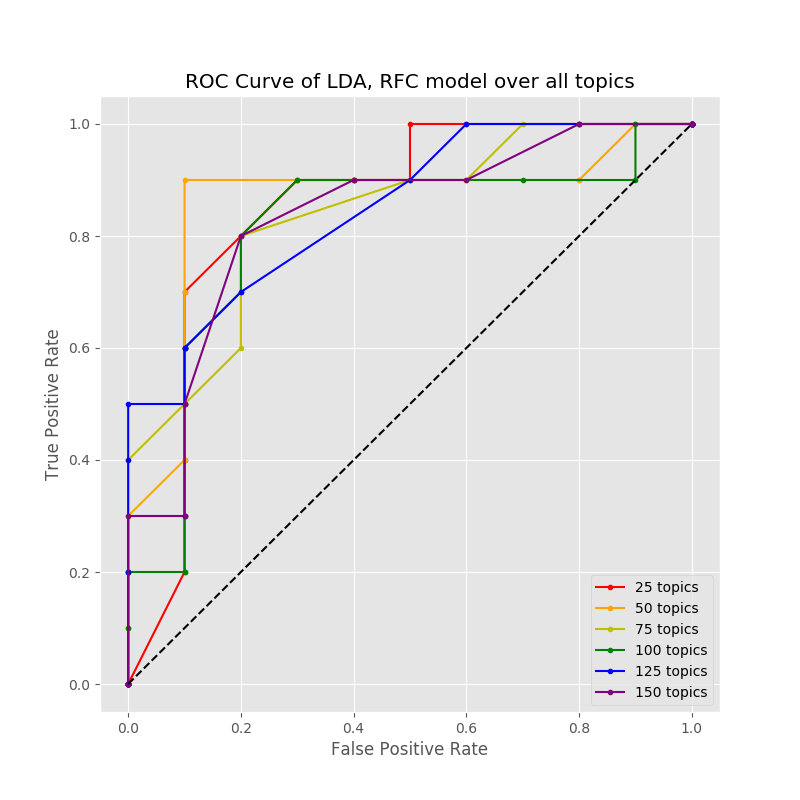 ROC Curve of LDA, RFC model over all topics
True Positive Rate
1.0
0.8
0.6
0.4
0.2
0.0
25 topics
50 topics
75 topics
100 topics
125 topics
150 topics
0.0 0.2 0.4 0.6 0.8 1.0
False Positive Rate